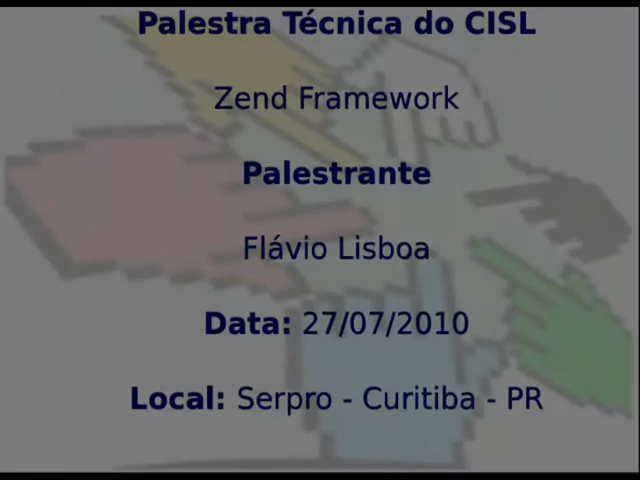 Palestra Técnica do CISL
Zend Framework
Palestrante
Flávio Lisboa
Data: 27/07/2010
Local: Serpro - Curitiba - PR